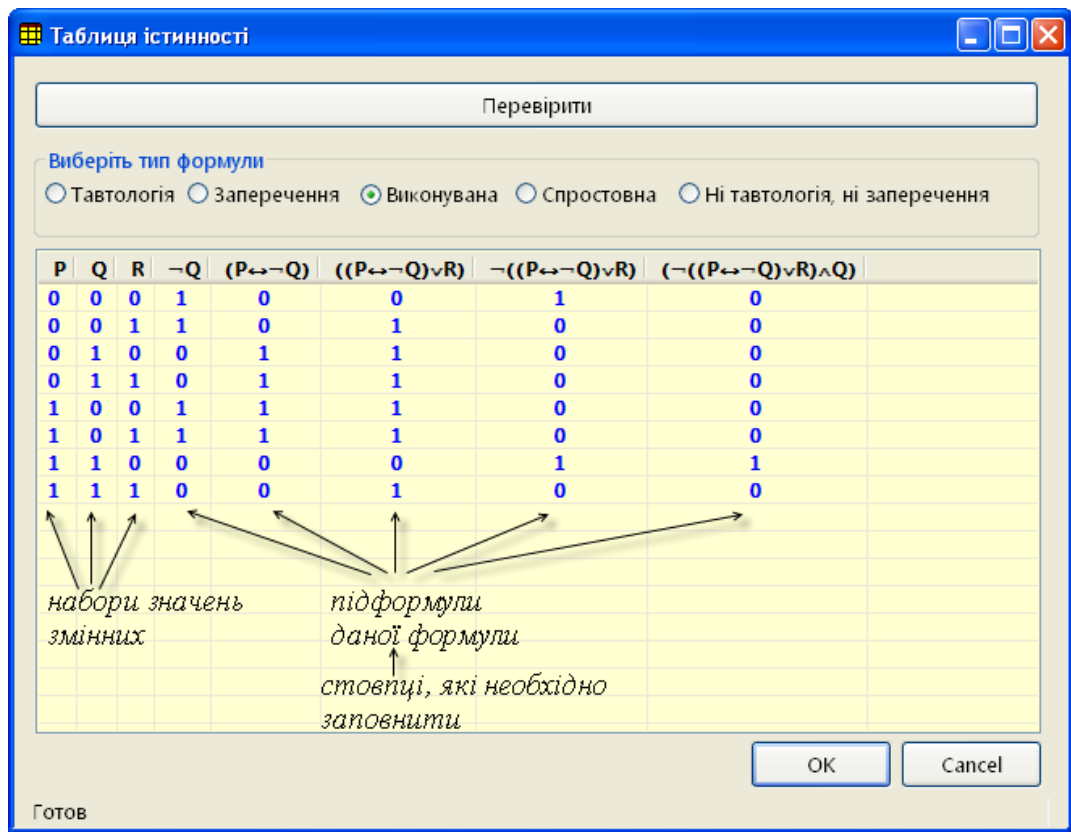 Таблиця істинності
Перевірити
Виберіть тип формули
Тавтологія Заперечення Виконувана Спростовна Ні тавтологія, ні заперечення
P Q R ¬Q (P↔¬Q) ((P↔¬Q)∨R) ¬((P↔¬Q)∨R) (¬((P↔¬Q)∨R)∧Q)
0 0 0 1 0 0 1 0
0 0 1 1 0 1 0 0
0 1 0 0 1 1 0 0
0 1 1 0 1 1 0 0
1 0 0 1 1 1 0 0
1 0 1 1 1 1 0 0
1 1 0 0 0 0 1 1
1 1 1 0 0 1 0 0
набори значень
змінних
підформули
даної формули
стовпці, які необхідно
заповнити
OK Cancel
Готов